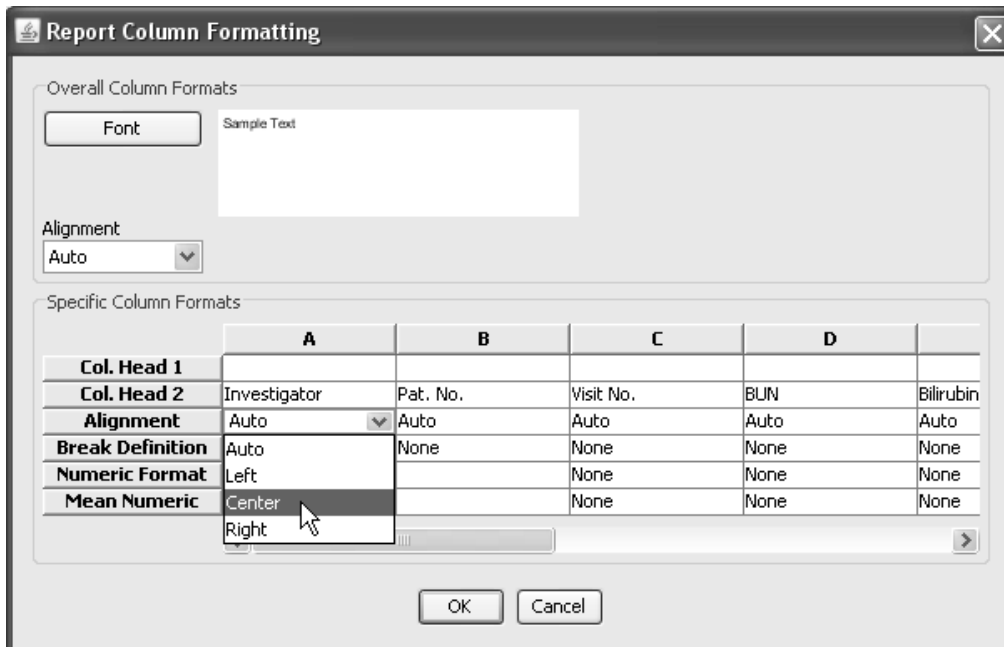 Report Column Formatting
Overall Column Formats
Font
Sample Text
Alignment
Auto
Specific Column Formats
A B C D
Col. Head 1
Col. Head 2 Investigator Pat. No. Visit No. BUN Bilirubin
Alignment Auto Auto Auto Auto Auto
Break Definition Auto None None None None
Numeric Format Left None None None
Mean Numeric Center None None None
Right
OK Cancel